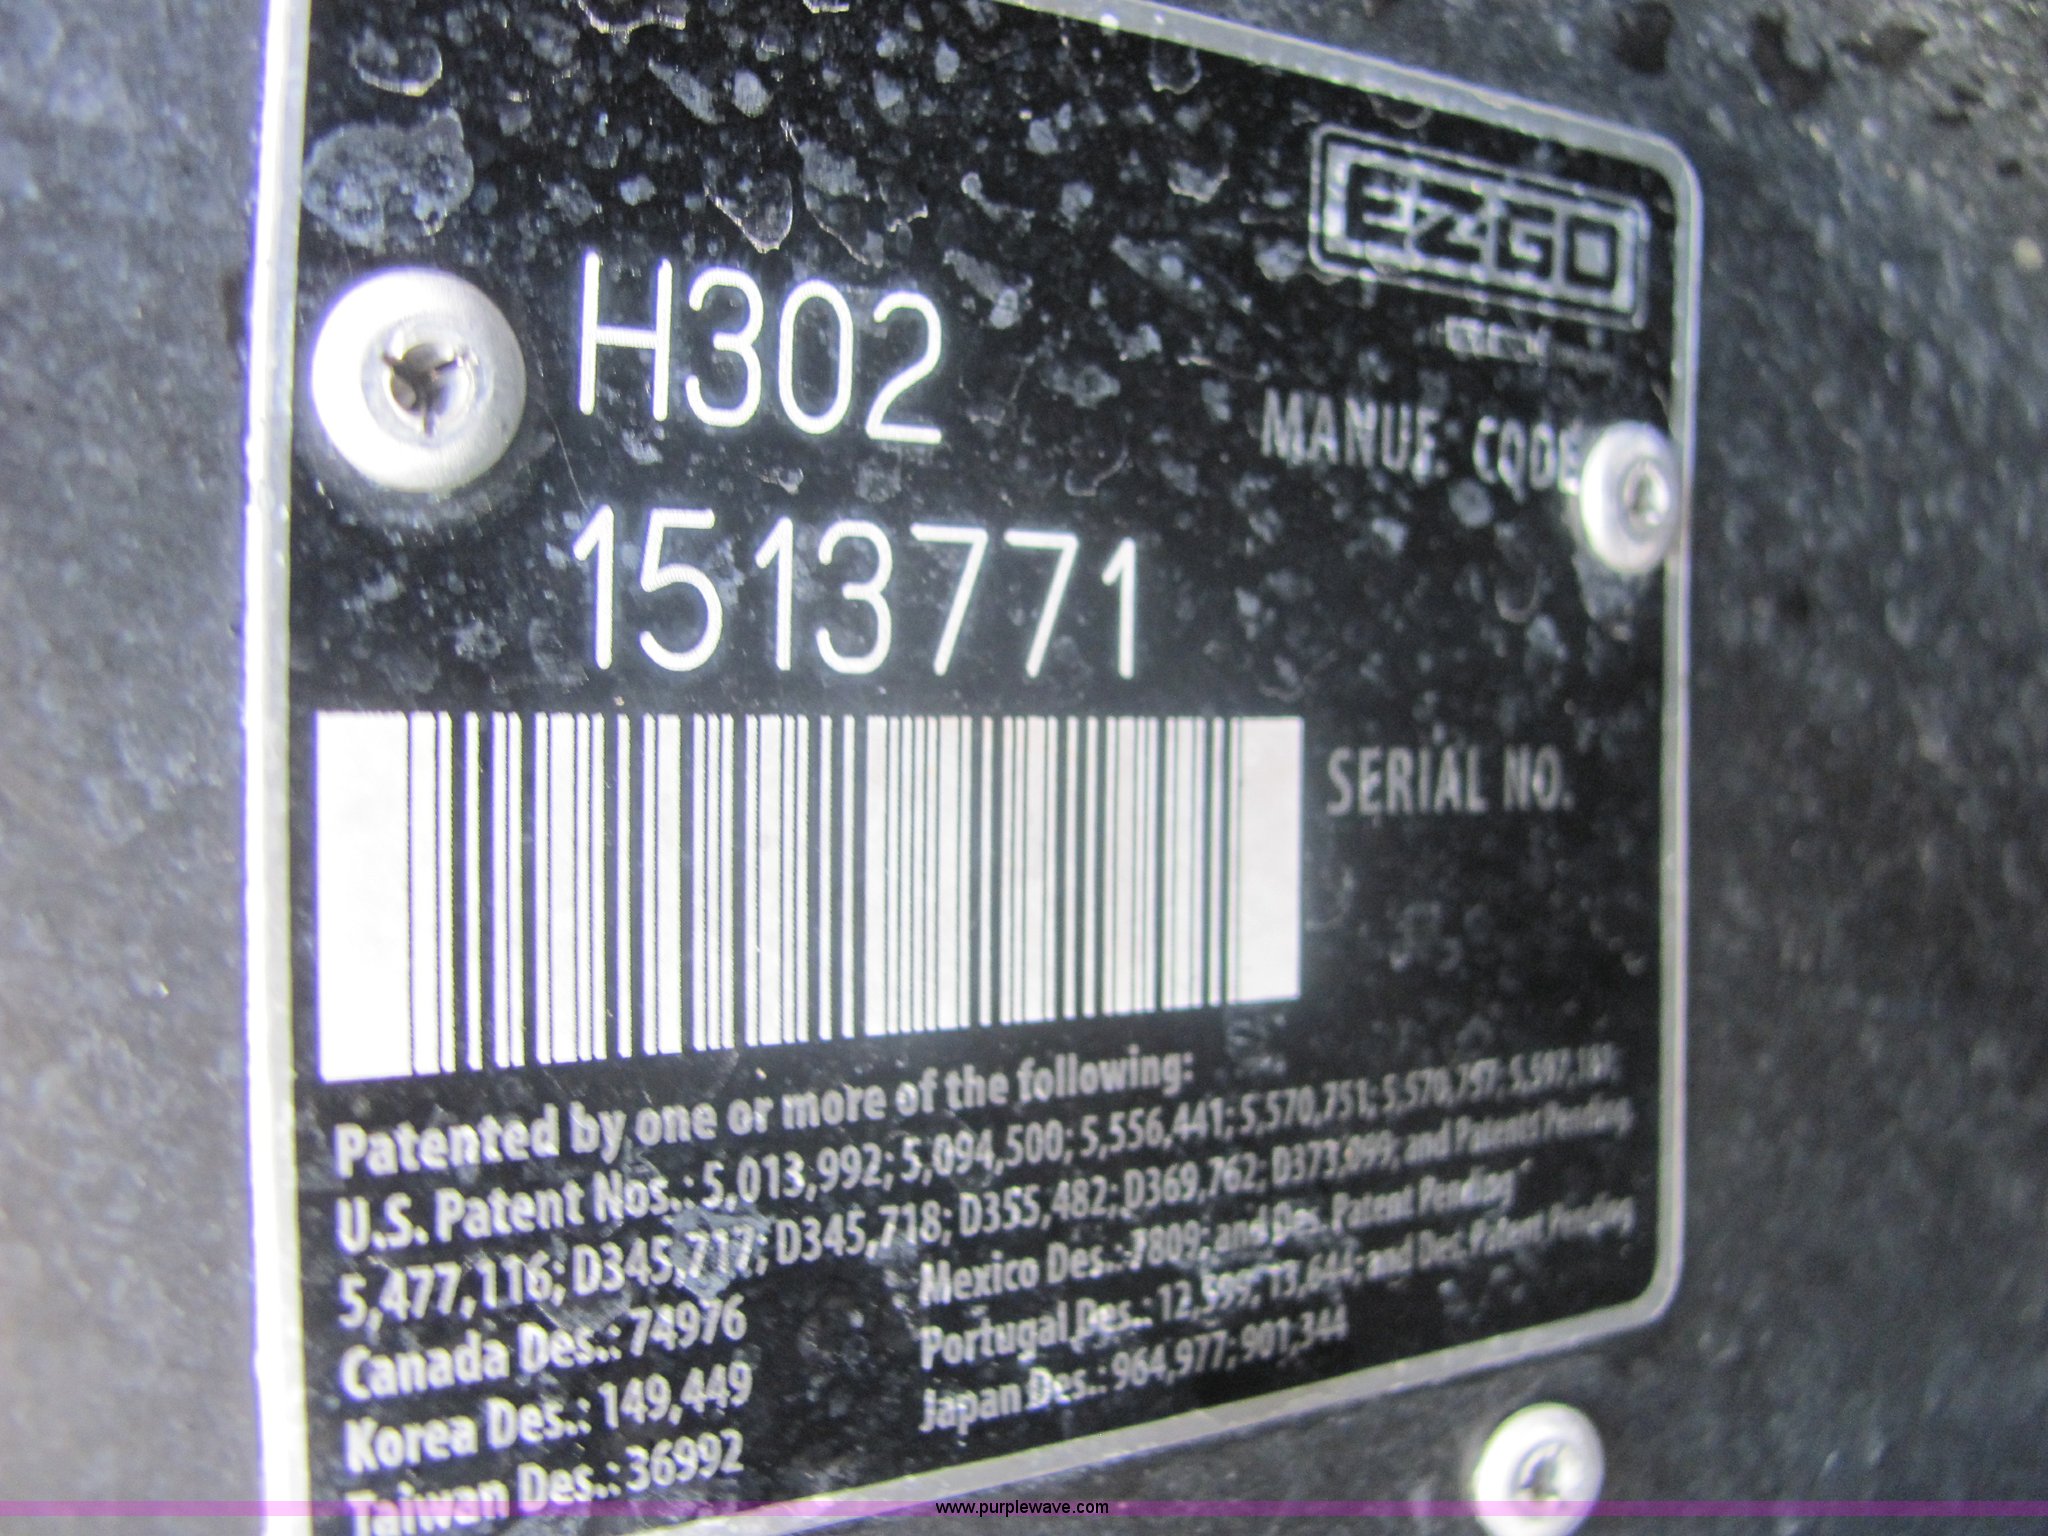 EZGO
H302
MANUF. CODE
1513771
SERIAL NO.
Patented by one or more of the following:
U.S. Patent Nos.: 5,013,992; 5,094,500; 5,556,441; 5,570,751; 5,570,757; 5,597,187;
5,477,116; D345,717; D345,718; D355,482; D369,762; D373,099; and Patents Pending.
Canada Des.: 74976
Korea Des.: 149,449
Taiwan Des.: 36992
Mexico Des.: 7809; and Des. Patent Pending
Portugal Des.: 12,599; 13,644; and Des. Patent Pending
Japan Des.: 964,977; 901,344
www.purplewave.com